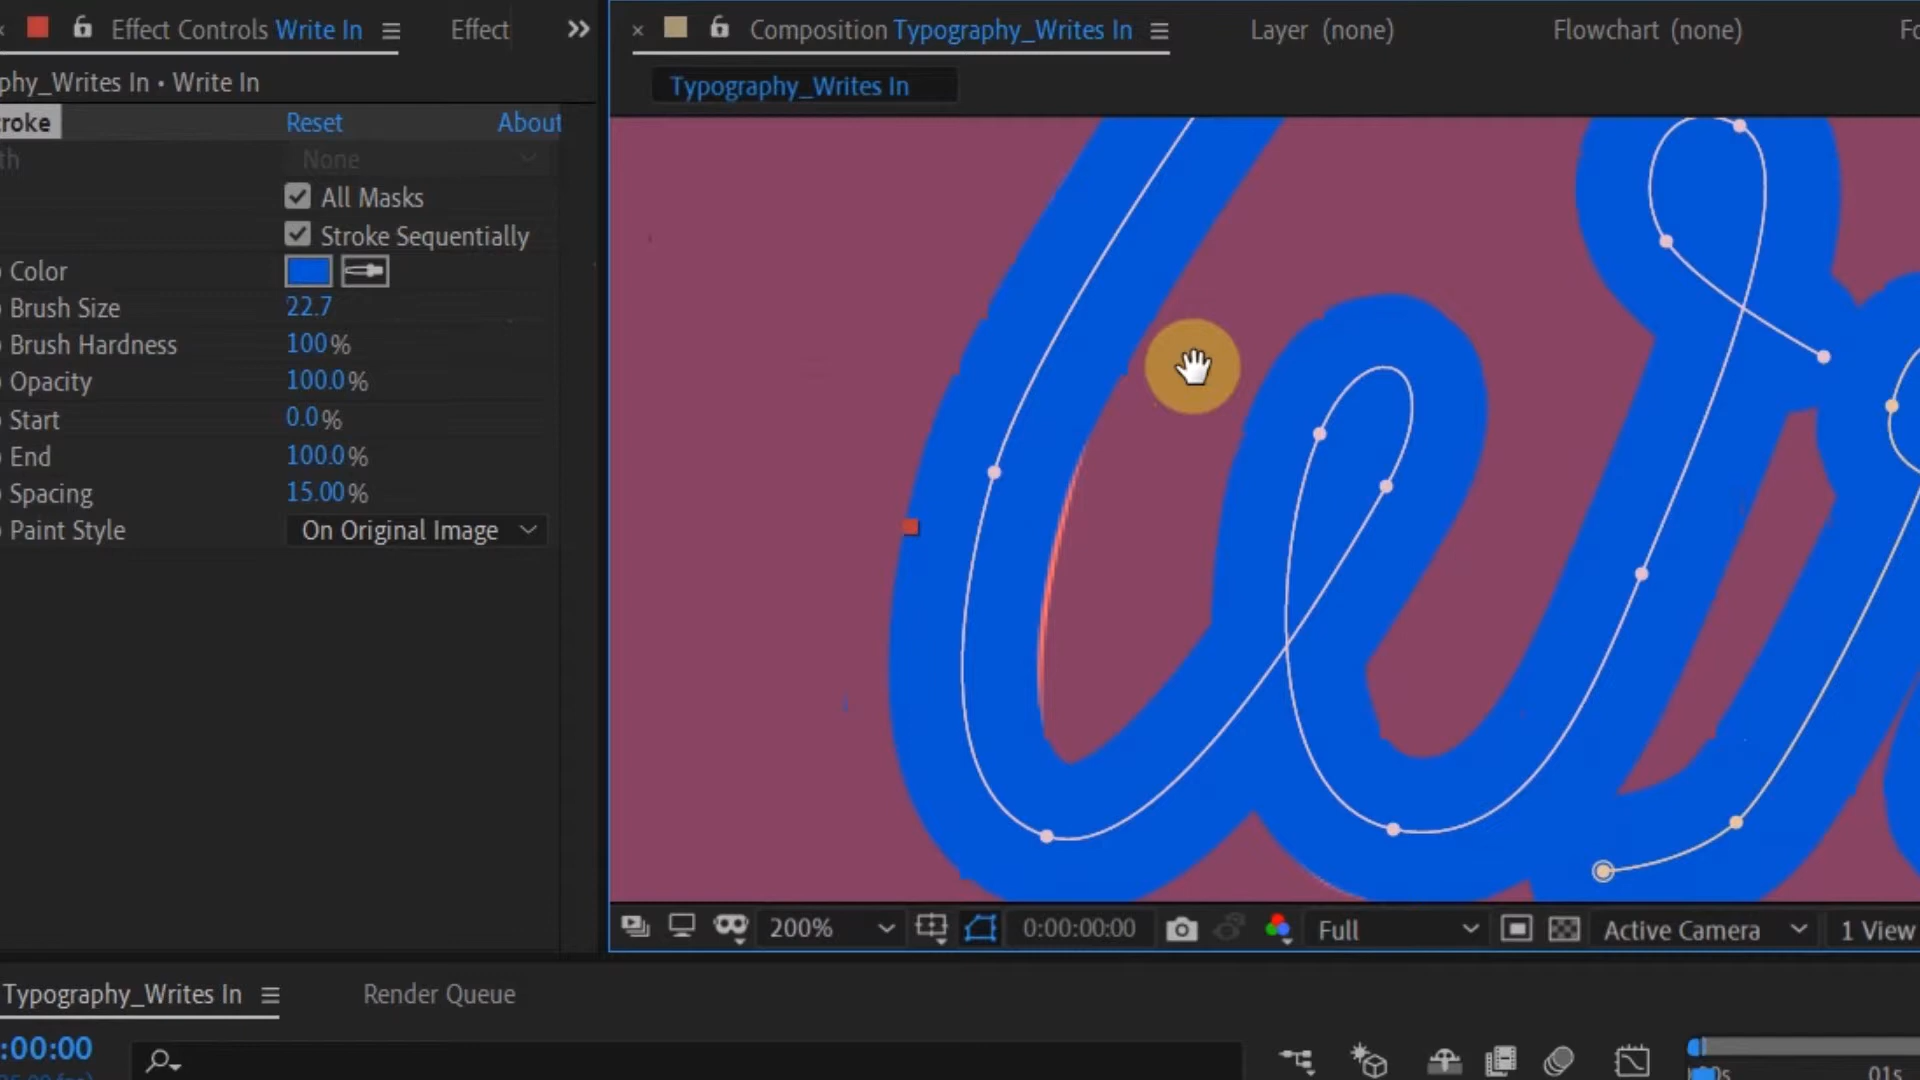 Effect Controls Write In
Effect
Composition Typography_Writes In
Layer (none)
Flowchart (none)
Fo
phy_Writes In • Write In
Typography_Writes In
roke
Reset
About
th
None
All Masks
Stroke Sequentially
Color
Brush Size
22.7
Brush Hardness
100%
Opacity
100.0%
Start
0.0%
End
100.0%
Spacing
15.00%
Paint Style
On Original Image
200%
0:00:00:00
Full
Active Camera
1 View
Typography_Writes In
Render Queue
:00:00
01s